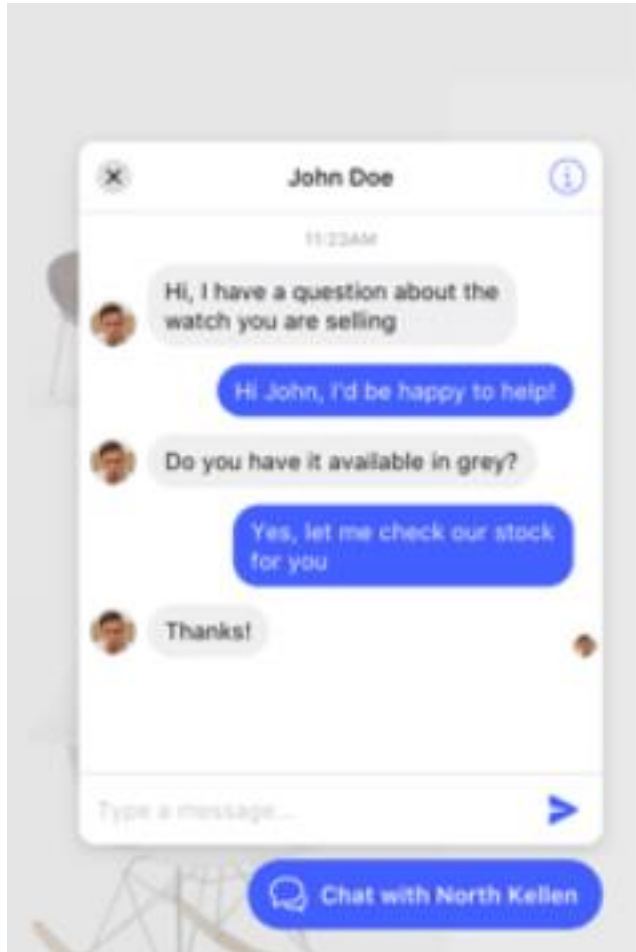 John Doe
11:23AM
Hi, I have a question about the
watch you are selling
Hi John, I'd be happy to help!
Do you have it available in grey?
Yes, let me check our stock
for you
Thanks!
Type a message...
Chat with North Kellen